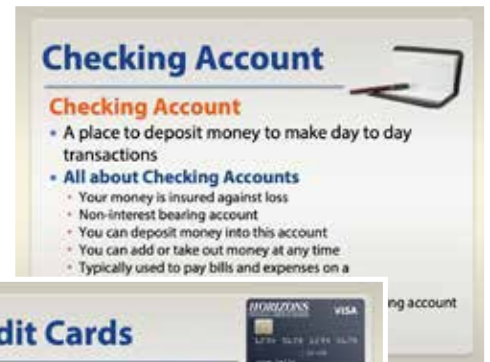 Checking Account
Checking Account
• A place to deposit money to make day to day
transactions
• All about Checking Accounts
• Your money is insured against loss
• Non-interest bearing account
• You can deposit money into this account
• You can add or take out money at any time
• Typically used to pay bills and expenses on a
ng account
dit Cards
HORIZONS
VISA